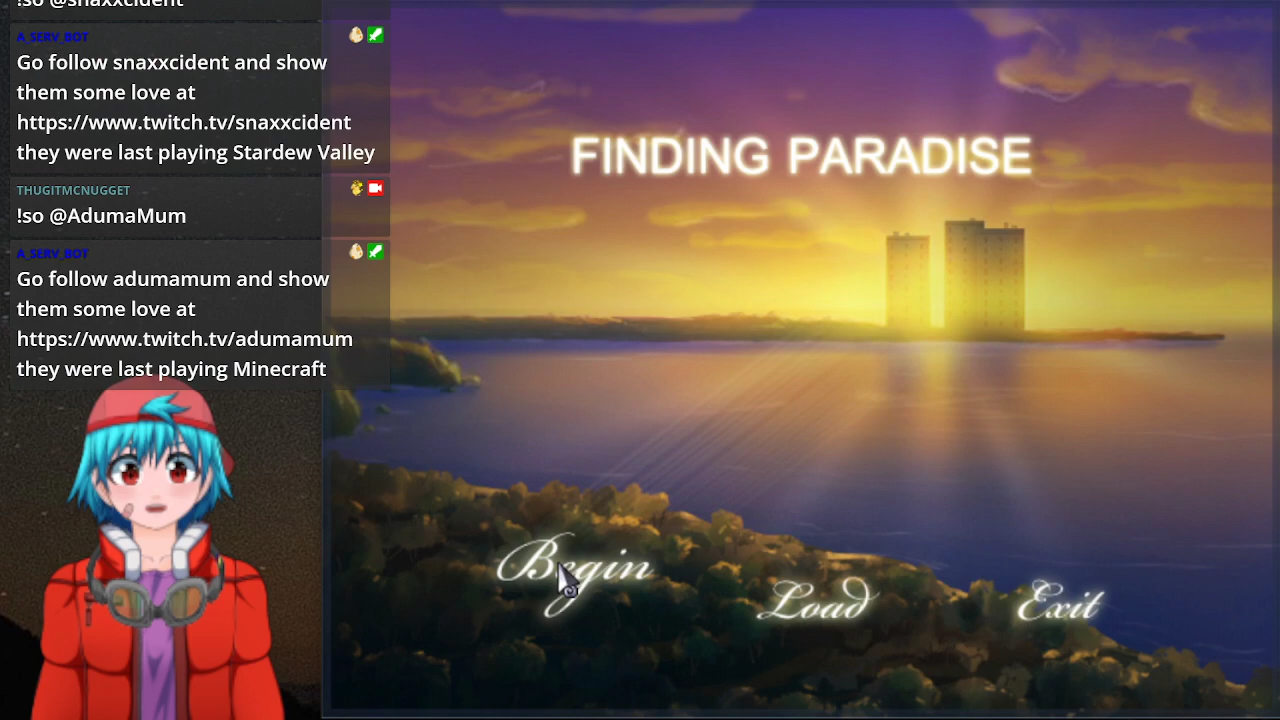 !so @snaxxcident
A_SERV_BOT
Go follow snaxxcident and show
them some love at
https://www.twitch.tv/snaxxcident
they were last playing Stardew Valley
THUGITMCNUGGET
!so @AdumaMum
A_SERV_BOT
Go follow adumamum and show
them some love at
https://www.twitch.tv/adumamum
they were last playing Minecraft
FINDING PARADISE
Begin
Load
Exit